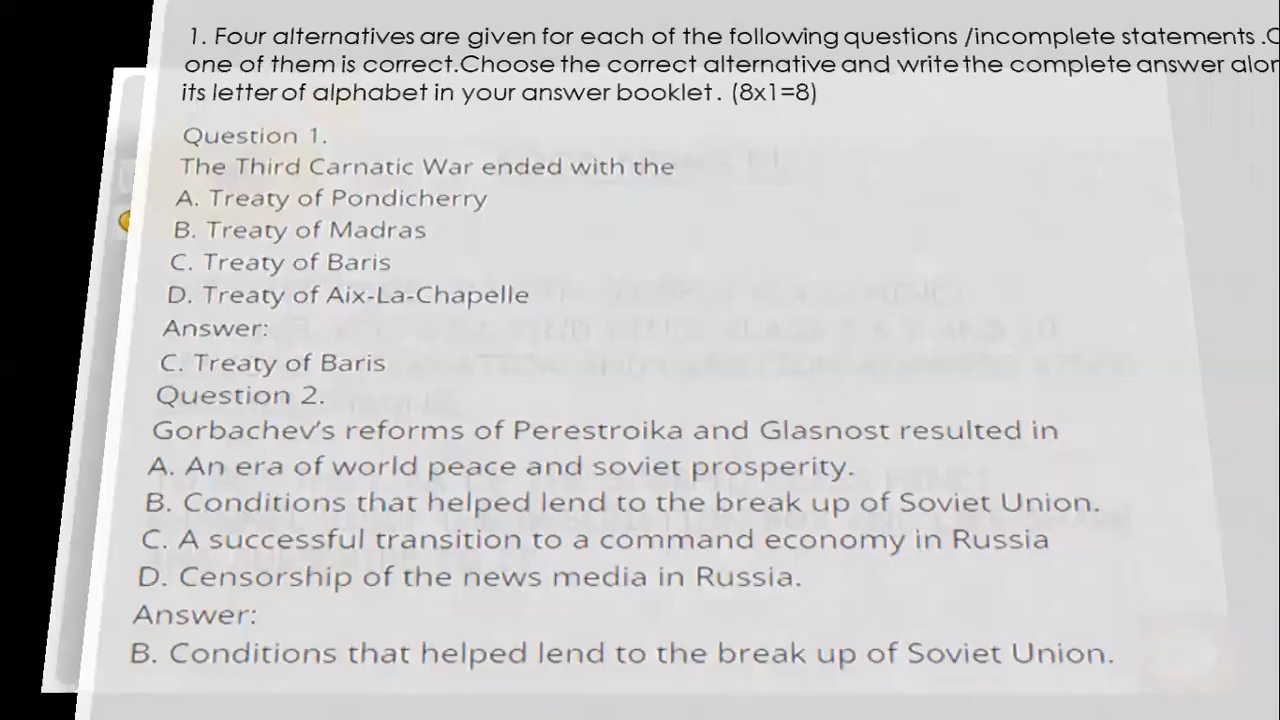 1. Four alternatives are given for each of the following questions /incomplete statements .
one of them is correct.Choose the correct alternative and write the complete answer
its letter of alphabet in your answer booklet . (8x1=8)
Question 1.
The Third Carnatic War ended with the
A. Treaty of Pondicherry
B. Treaty of Madras
C. Treaty of Baris
D. Treaty of Aix-La-Chapelle
Answer:
C. Treaty of Baris
Question 2.
Gorbachev's reforms of Perestroika and Glasnost resulted in
A. An era of world peace and soviet prosperity.
B. Conditions that helped lend to the break up of Soviet Union.
C. A successful transition to a command economy in Russia
D. Censorship of the news media in Russia.
Answer:
B. Conditions that helped lend to the break up of Soviet Union.